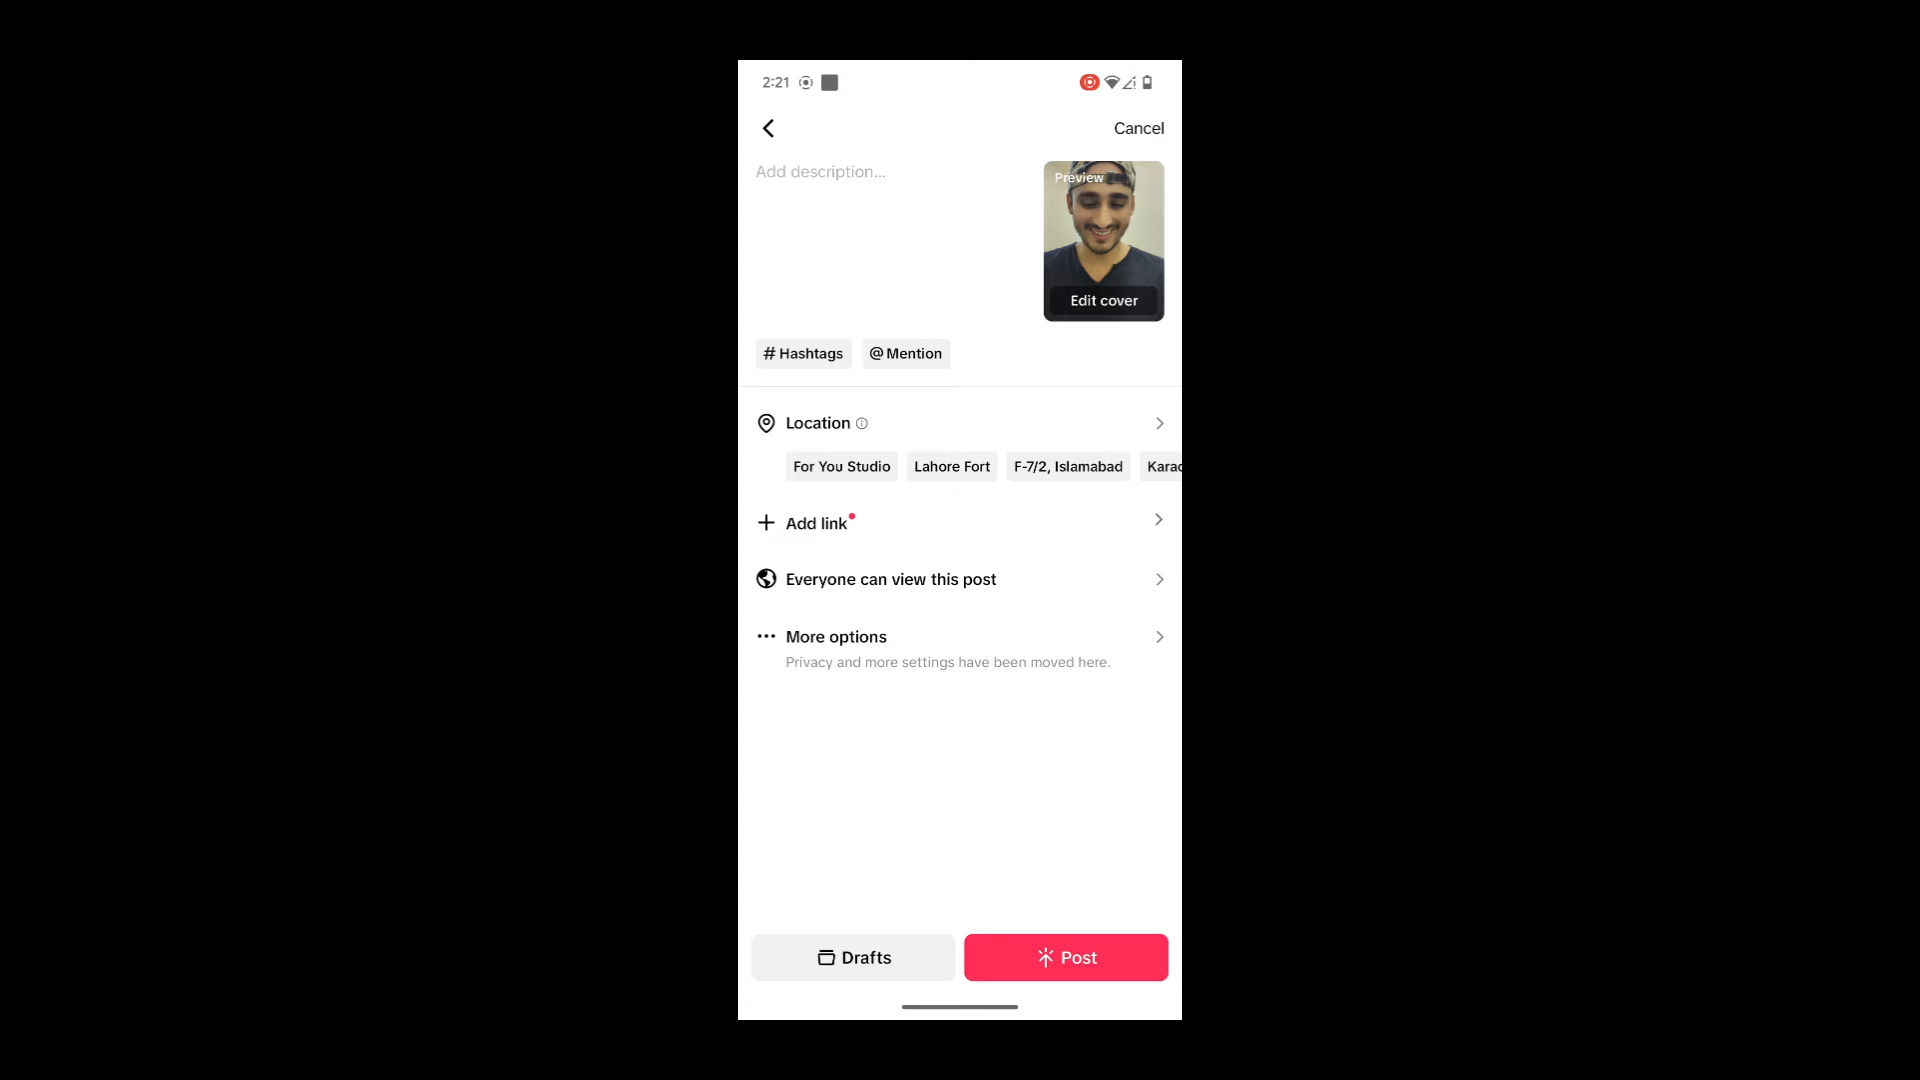 2:21
Cancel
Add description...
Preview
Edit cover
# Hashtags @ Mention
Location
For You Studio Lahore Fort F-7/2, Islamabad Karac
Add link
Everyone can view this post
More options
Privacy and more settings have been moved here.
Drafts Post